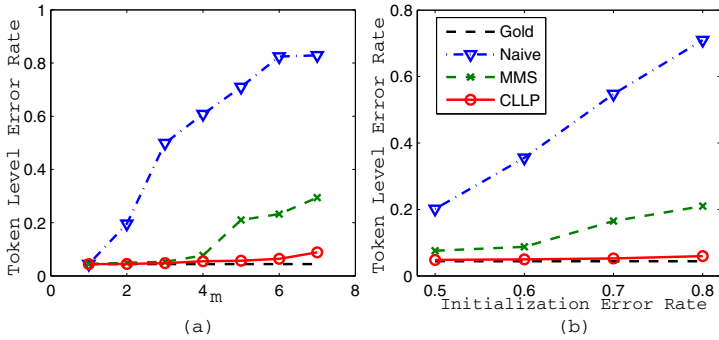 1
0.8
0.6
0.4
0.2
0
Token Level Error Rate
0
2
4
6
8
m
(a)
0.8
0.6
0.4
0.2
0
Token Level Error Rate
Gold
Naive
MMS
CLLP
0.5
0.6
0.7
0.8
Initialization Error Rate
(b)